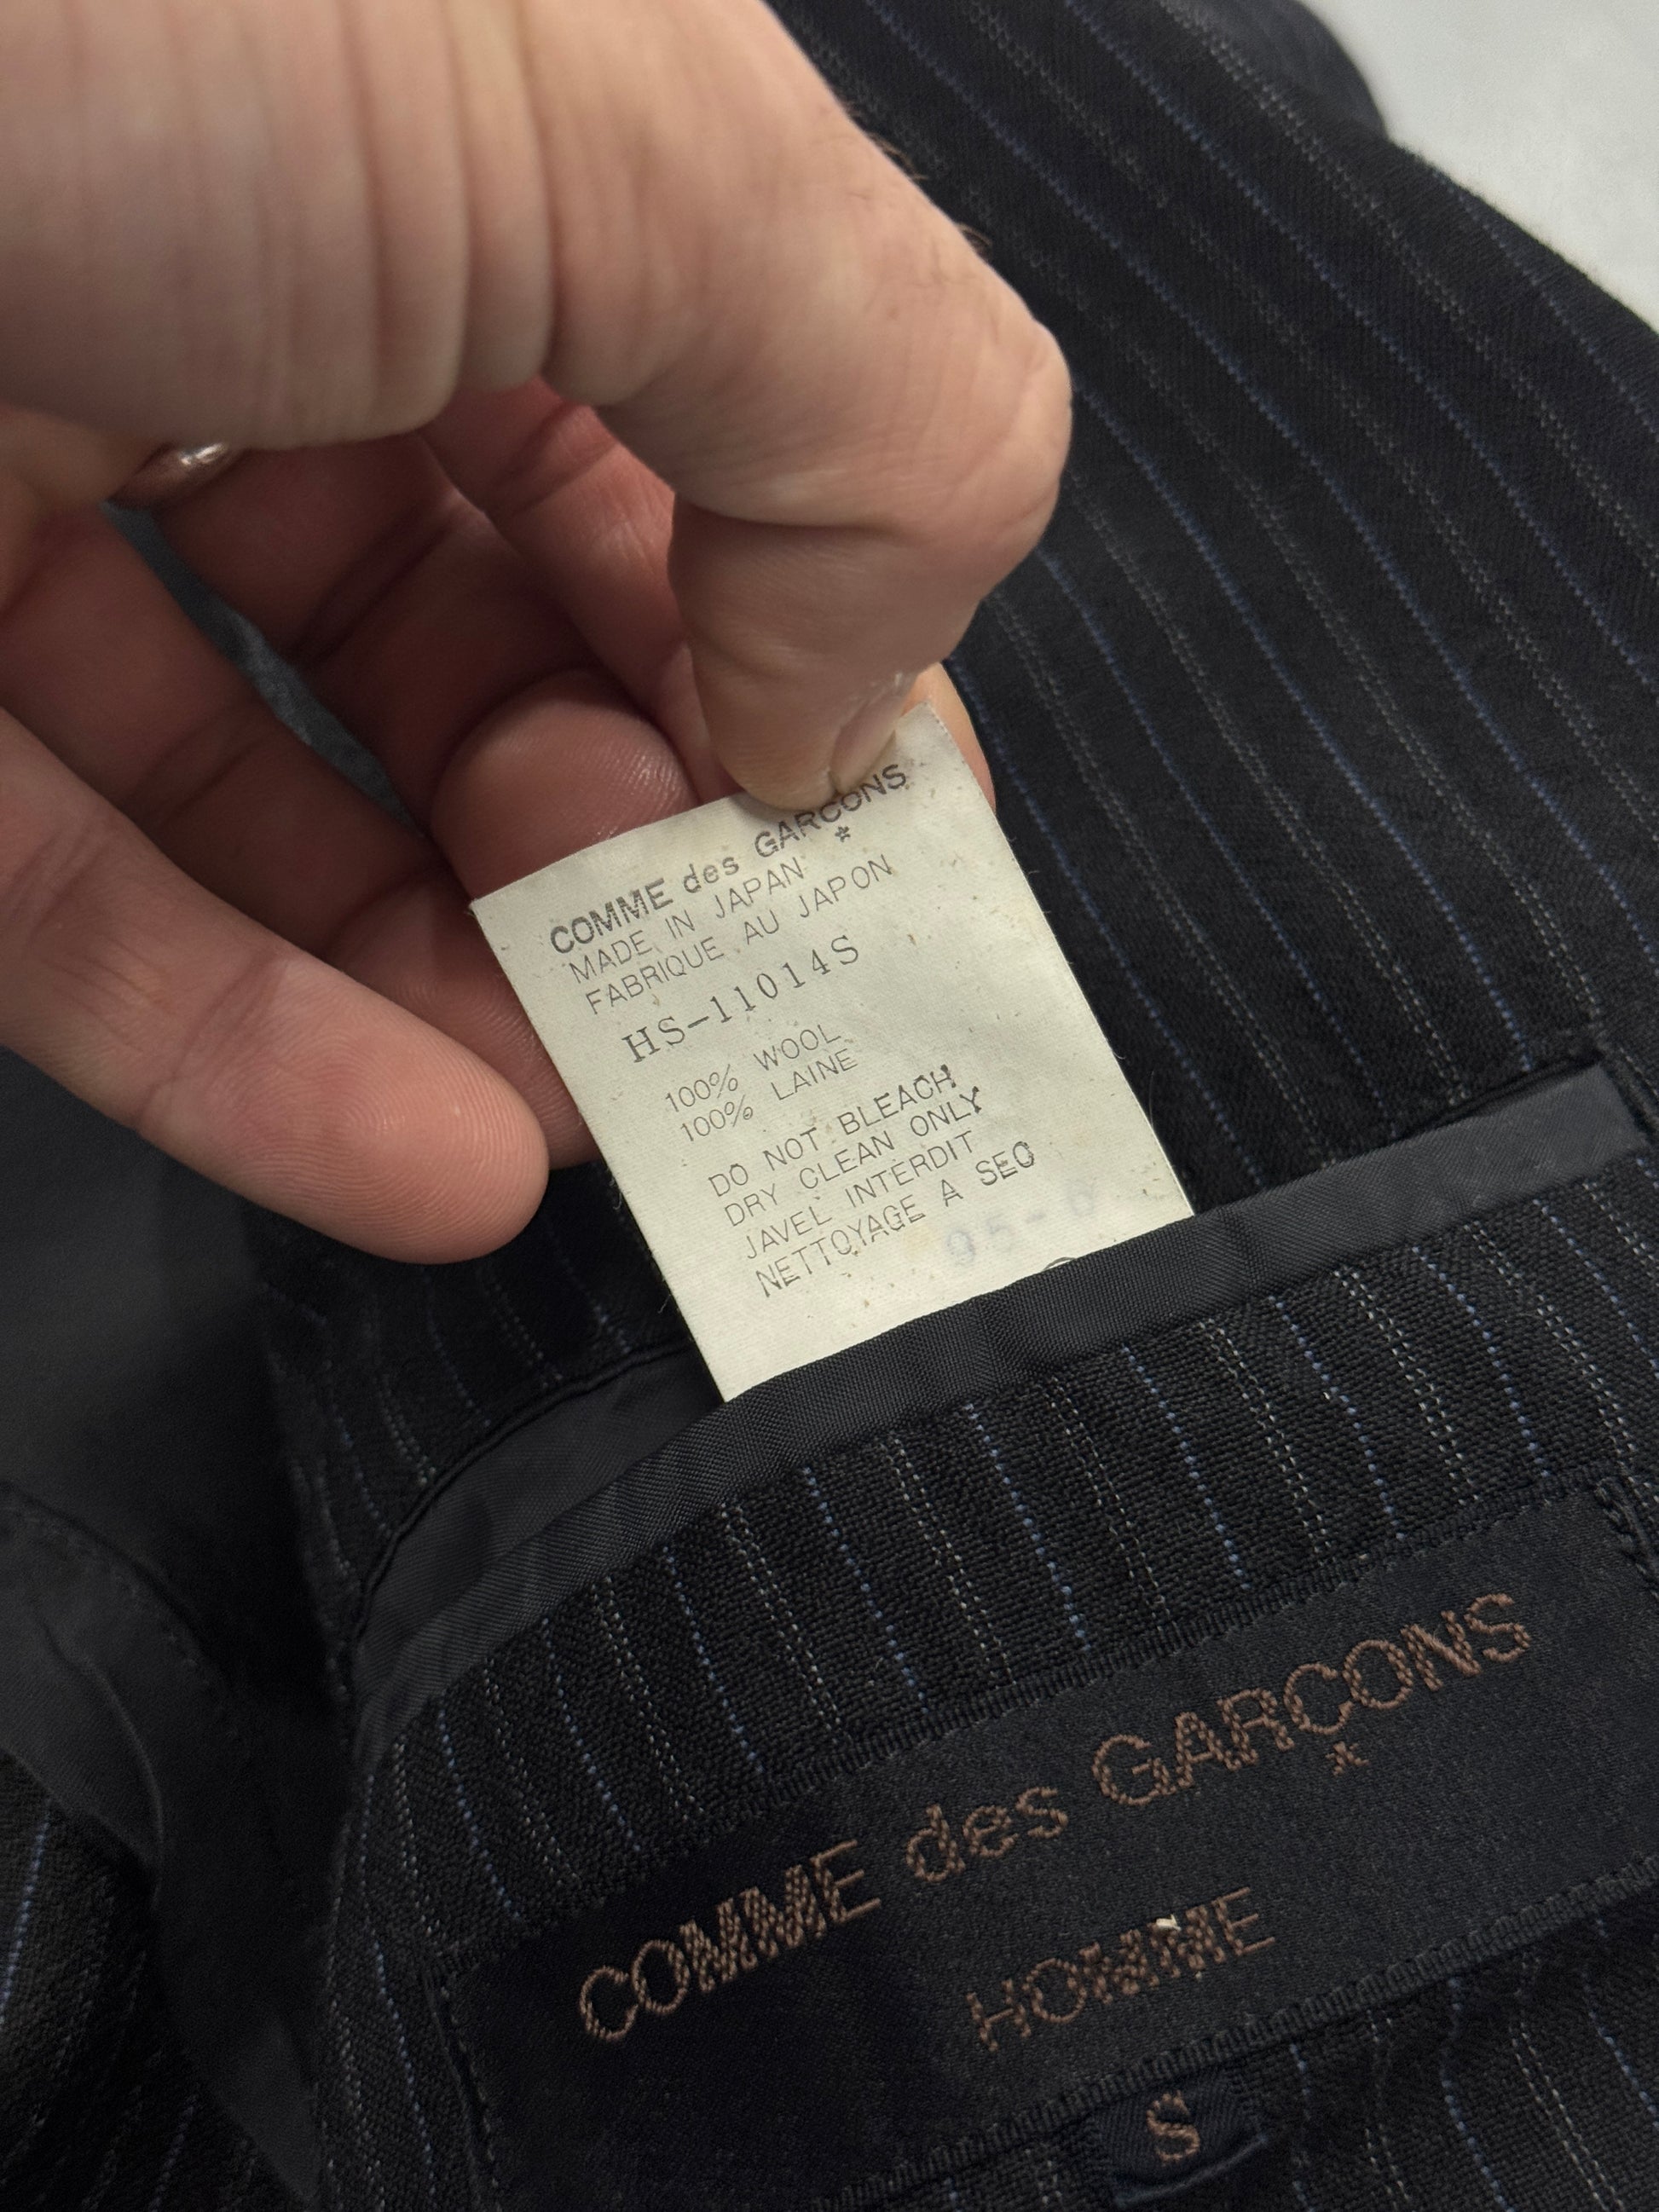 COMME des GARÇONS
*
MADE IN JAPAN
FABRIQUE AU JAPON
HS-11014S
100% WOOL
100% LAINE
DO NOT BLEACH
DRY CLEAN ONLY
JAVEL INTERDIT
NETTOYAGE A SEC
COMME des GARÇONS
*
HOMME
S